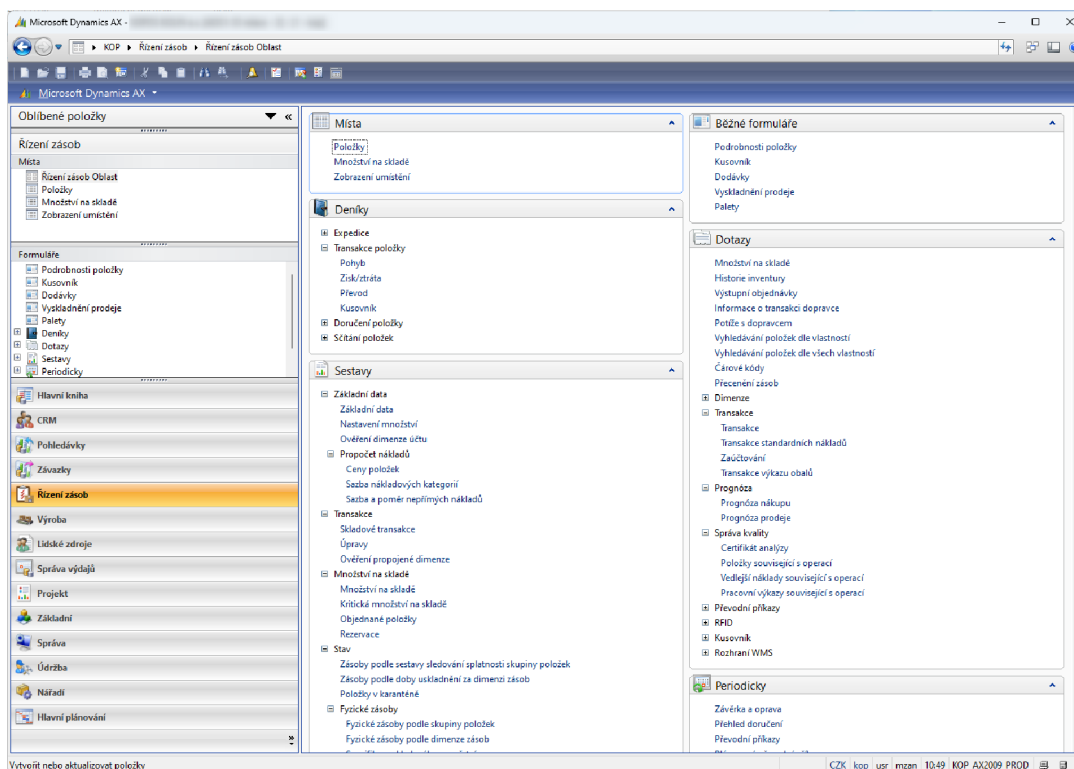 Microsoft Dynamics AX -
KOP Řízení zásob Řízení zásob Oblast
Microsoft Dynamics AX
Oblíbené položky
Řízení zásob
Místa
Řízení zásob Oblast
Položky
Množství na skladě
Zobrazení umístění
Formuláře
Podrobnosti položky
Kusovník
Dodávky
Vyskladnění prodeje
Palety
Deníky
Dotazy
Sestavy
Periodicky
Hlavní kniha
CRM
Pohledávky
Závazky
Řízení zásob
Výroba
Lidské zdroje
Správa výdajů
Projekt
Základní
Správa
Údržba
Nářadí
Hlavní plánování
Místa
Položky
Množství na skladě
Zobrazení umístění
Deníky
Expedice
Transakce položky
Pohyb
Zisk/ztráta
Převod
Kusovník
Doručení položky
Sčítání položek
Sestavy
Základní data
Základní data
Nastavení množství
Ověření dimenze účtu
Propočet nákladů
Ceny položek
Sazba nákladových kategorií
Sazba a poměr nepřímých nákladů
Transakce
Skladové transakce
Úpravy
Ověření propojené dimenze
Množství na skladě
Množství na skladě
Kritická množství na skladě
Objednané položky
Rezervace
Stav
Zásoby podle sestavy sledování splatnosti skupiny položek
Zásoby podle doby uskladnění za dimenzi zásob
Položky v karanténě
Fyzické zásoby
Fyzické zásoby podle skupiny položek
Fyzické zásoby podle dimenze zásob
Běžné formuláře
Podrobnosti položky
Kusovník
Dodávky
Vyskladnění prodeje
Palety
Dotazy
Množství na skladě
Historie inventury
Výstupní objednávky
Informace o transakci dopravce
Potíže s dopravcem
Vyhledávání položek dle vlastností
Vyhledávání položek dle všech vlastností
Čárové kódy
Přecenění zásob
Dimenze
Transakce
Transakce
Transakce standardních nákladů
Zaúčtování
Transakce výkazu obalů
Prognóza
Prognóza nákupu
Prognóza prodeje
Správa kvality
Certifikát analýzy
Položky související s operací
Vedlejší náklady související s operací
Pracovní výkazy související s operací
Převodní příkazy
RFID
Kusovník
Rozhraní WMS
Periodicky
Závěrka a oprava
Přehled doručení
Převodní příkazy
Vytvořit nebo aktualizovat položky
CZK kop usr mzan 10:49 KOP AX2009 PROD